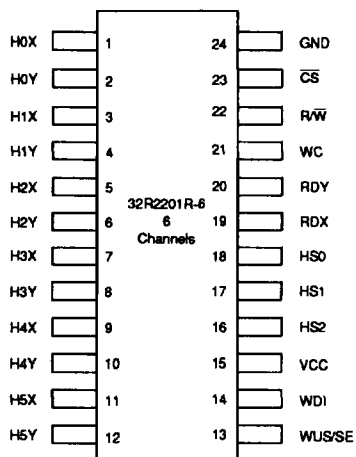 H0X 1 24 GND
H0Y 2 23 C̅S̅
H1X 3 22 R/W̅
H1Y 4 21 WC
H2X 5 20 RDY
32R2201R-6
H2Y 6 6 19 RDX
Channels
H3X 7 18 HS0
H3Y 8 17 HS1
H4X 9 16 HS2
H4Y 10 15 VCC
H5X 11 14 WDI
H5Y 12 13 WUS/SE